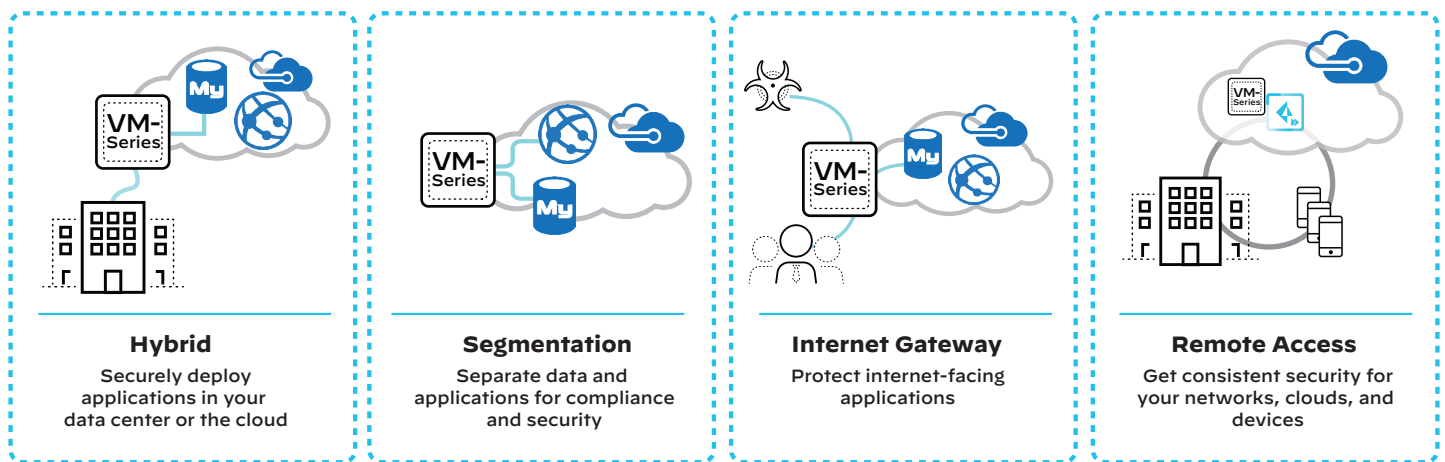 VM-
Series
My
Hybrid
Securely deploy
applications in your
data center or the cloud
VM-
Series
My
Segmentation
Separate data and
applications for compliance
and security
VM-
Series
My
Internet Gateway
Protect internet-facing
applications
VM-
Series
Remote Access
Get consistent security for
your networks, clouds, and
devices